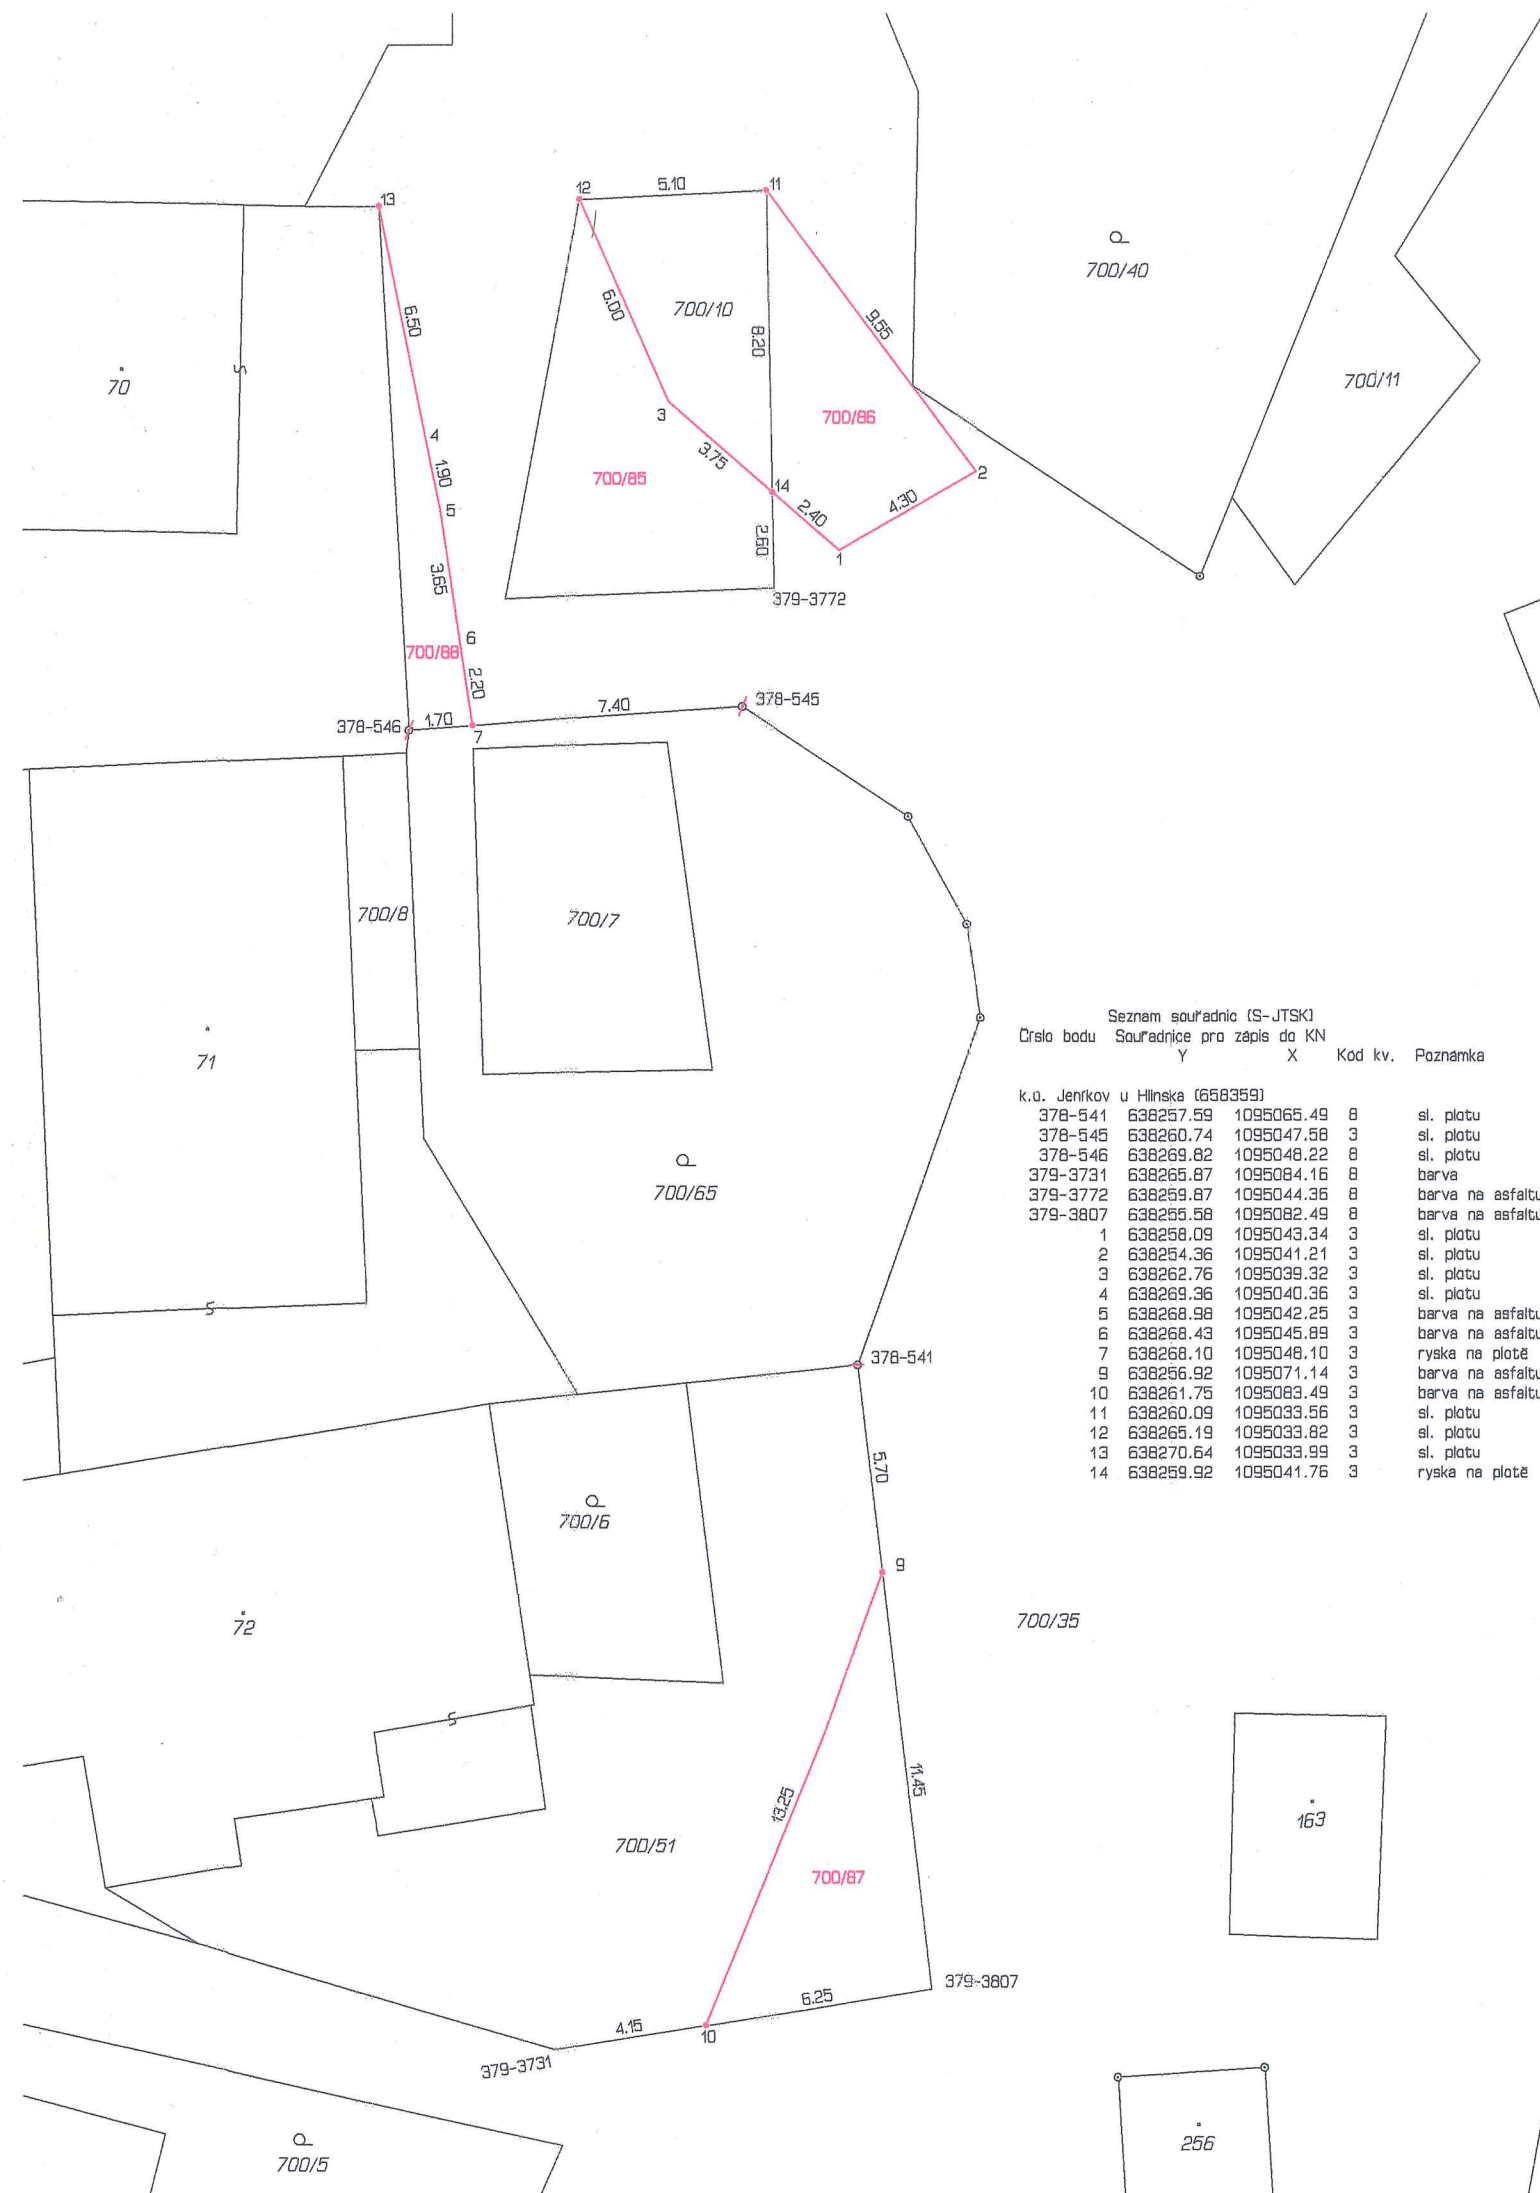 13
12
5.10
11
6.50
6.00
700/10
8.20
9.55
700/40
700/11
70
S
4
3
700/86
1.90
3.75
700/85
5
14
2
2.40
4.30
2.60
1
3.65
379-3772
6
700/88
2.20
378-546
1.70
7
7.40
378-545
700/8
700/7
71
700/65
S
378-541
Seznam souřadnic (S-JTSK)
Číslo bodu Souřadnice pro zápis do KN
Y X Kód kv. Poznámka
k.ú. Jeníkov u Hlinska (658359)
378-541 638257.59 1095065.49 8 sl. plotu
378-545 638260.74 1095047.58 3 sl. plotu
378-546 638269.82 1095048.22 8 sl. plotu
379-3731 638265.87 1095084.16 8 barva
379-3772 638259.87 1095044.36 8 barva na asfaltu
379-3807 638255.58 1095082.49 8 barva na asfaltu
1 638258.09 1095043.34 3 sl. plotu
2 638254.36 1095041.21 3 sl. plotu
3 638262.76 1095039.32 3 sl. plotu
4 638269.36 1095040.36 3 sl. plotu
5 638268.98 1095042.25 3 barva na asfaltu
6 638268.43 1095045.89 3 barva na asfaltu
7 638268.10 1095048.10 3 ryska na plotě
9 638256.92 1095071.14 3 barva na asfaltu
10 638261.75 1095083.49 3 barva na asfaltu
11 638260.09 1095033.56 3 sl. plotu
12 638265.19 1095033.82 3 sl. plotu
13 638270.64 1095033.99 3 sl. plotu
14 638259.92 1095041.76 3 ryska na plotě
5.70
700/6
9
72
700/35
S
11.45
13.25
163
700/51
700/87
379-3807
6.25
4.15
10
379-3731
256
700/5